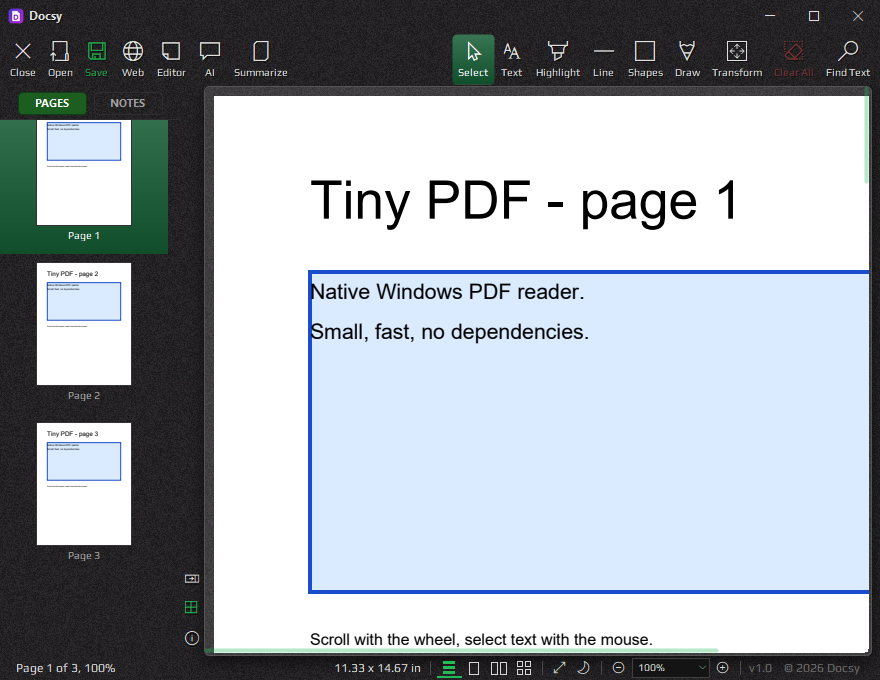 Docsy
Close
Open
Save
Web
Editor
AI
Summarize
Select
Text
Highlight
Line
Shapes
Draw
Transform
Clear All
Find Text
PAGES
NOTES
Page 1
Tiny PDF - page 2
Page 2
Tiny PDF - page 3
Page 3
Tiny PDF - page 1
Native Windows PDF reader.
Small, fast, no dependencies.
Scroll with the wheel, select text with the mouse.
Page 1 of 3, 100%
11.33 x 14.67 in
100%
v1.0
© 2026 Docsy